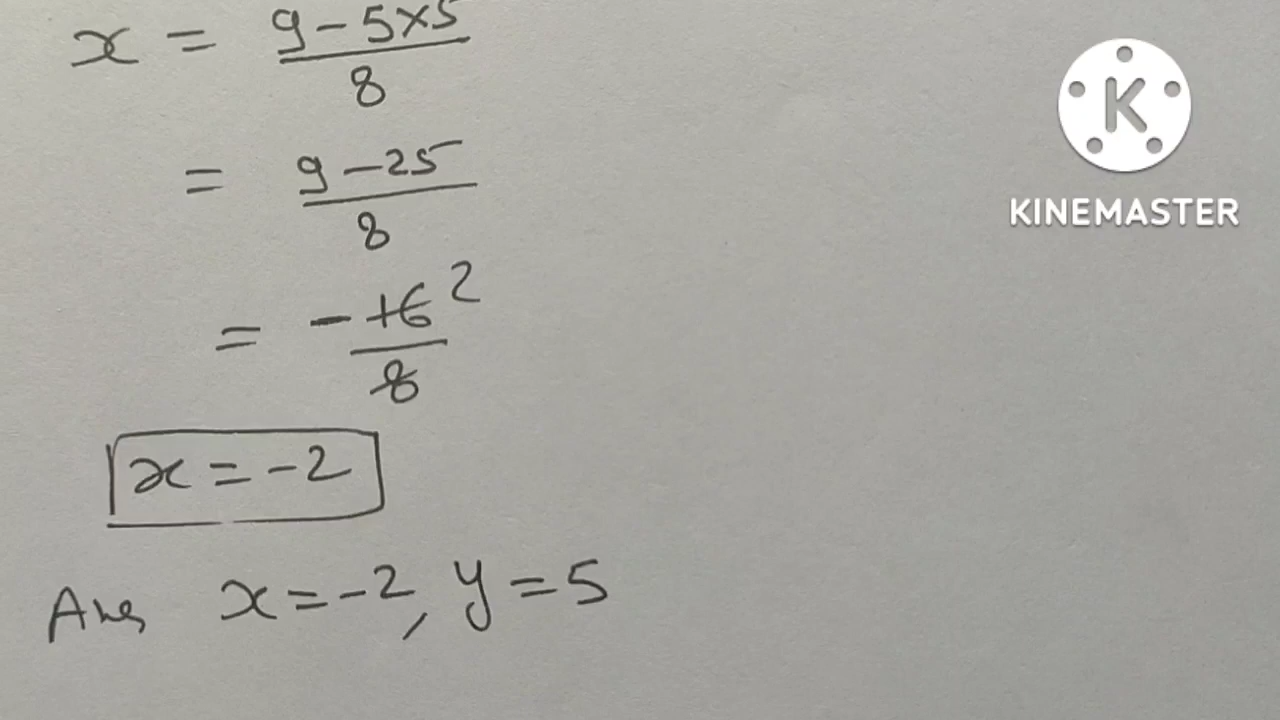 x = 9-5×5
8
= 9-25
8
= -16 2
8
x = -2
Ans x = -2, y = 5
KINEMASTER